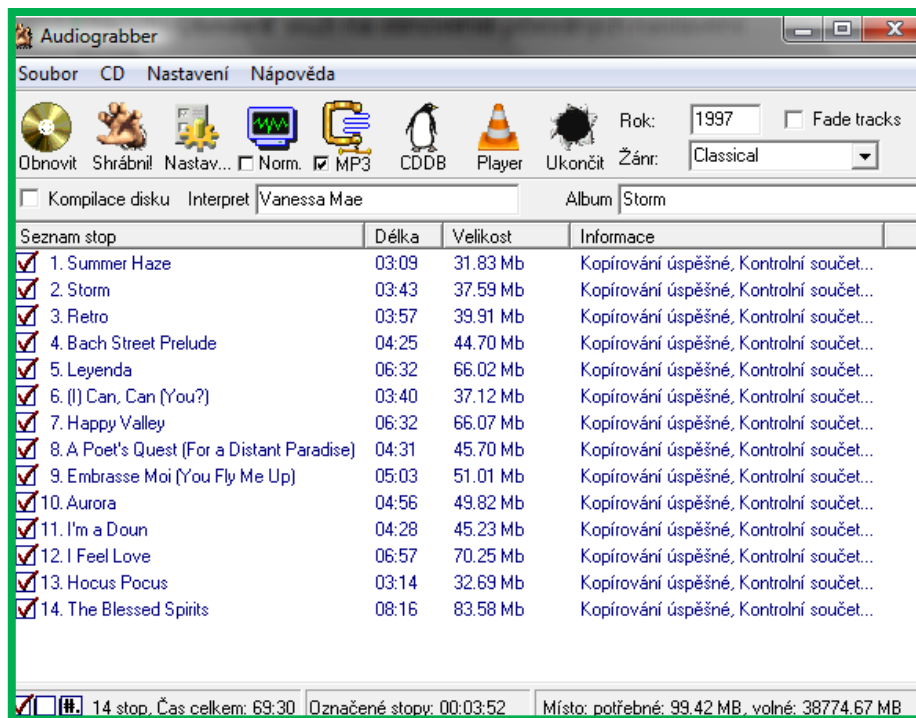 Audiograbber
Soubor CD Nastavení Nápověda
Obnovit Shrábni! Nastav... Norm. MP3 CDDB Player Ukončit
Rok: 1997 Fade tracks
Žánr: Classical
Kompilace disku Interpret Vanessa Mae Album Storm
Seznam stop Délka Velikost Informace
1. Summer Haze 03:09 31.83 Mb Kopírování úspěšné, Kontrolní součet...
2. Storm 03:43 37.59 Mb Kopírování úspěšné, Kontrolní součet...
3. Retro 03:57 39.91 Mb Kopírování úspěšné, Kontrolní součet...
4. Bach Street Prelude 04:25 44.70 Mb Kopírování úspěšné, Kontrolní součet...
5. Leyenda 06:32 66.02 Mb Kopírování úspěšné, Kontrolní součet...
6. (I) Can, Can (You?) 03:40 37.12 Mb Kopírování úspěšné, Kontrolní součet...
7. Happy Valley 06:32 66.07 Mb Kopírování úspěšné, Kontrolní součet...
8. A Poet's Quest (For a Distant Paradise) 04:31 45.70 Mb Kopírování úspěšné, Kontrolní součet...
9. Embrasse Moi (You Fly Me Up) 05:03 51.01 Mb Kopírování úspěšné, Kontrolní součet...
10. Aurora 04:56 49.82 Mb Kopírování úspěšné, Kontrolní součet...
11. I'm a Doun 04:28 45.23 Mb Kopírování úspěšné, Kontrolní součet...
12. I Feel Love 06:57 70.25 Mb Kopírování úspěšné, Kontrolní součet...
13. Hocus Pocus 03:14 32.69 Mb Kopírování úspěšné, Kontrolní součet...
14. The Blessed Spirits 08:16 83.58 Mb Kopírování úspěšné, Kontrolní součet...
#. 14 stop, Čas celkem: 69:30 Označené stopy: 00:03:52 Místo: potřebné: 99.42 MB, volné: 38774.67 MB